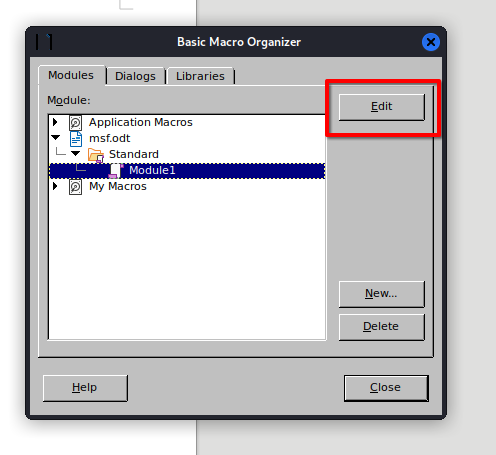 Basic Macro Organizer
Modules Dialogs Libraries
Module:
Edit
Application Macros
msf.odt
Standard
Module1
My Macros
New...
Delete
Help Close